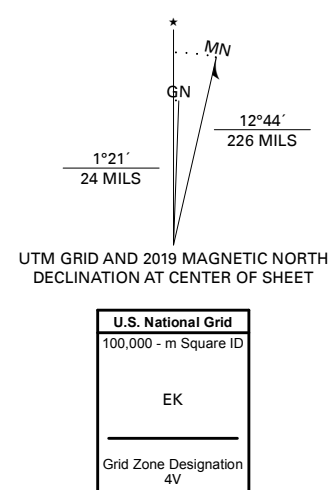 ★
MN
GN
1°21´
24 MILS
12°44´
226 MILS
UTM GRID AND 2019 MAGNETIC NORTH
DECLINATION AT CENTER OF SHEET
U.S. National Grid
100,000 - m Square ID
EK
Grid Zone Designation
4V